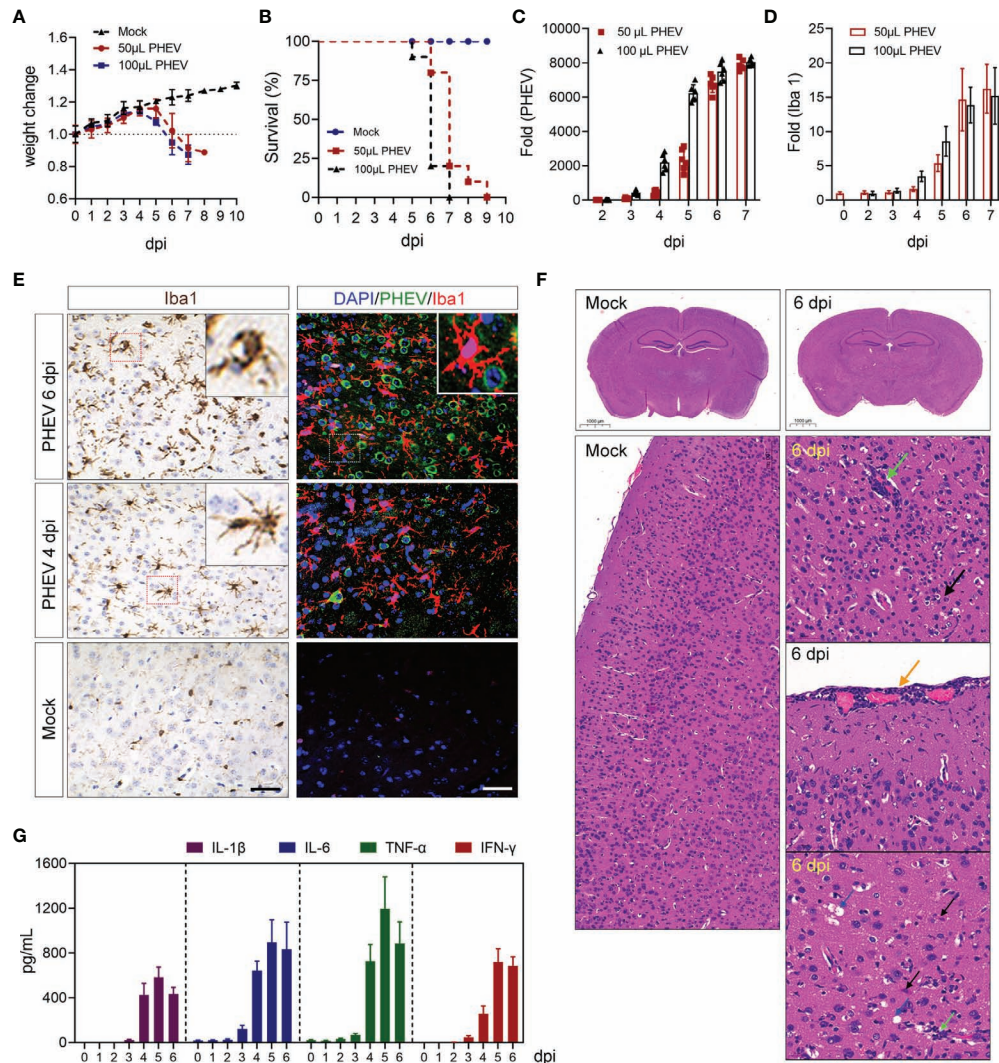 A
Mock
50µL PHEV
100µL PHEV
weight change
1.4
1.2
1.0
0.8
0.6
0 1 2 3 4 5 6 7 8 9 10
dpi
B
Survival (%)
100
75
50
25
0
Mock
50µL PHEV
100µL PHEV
0 1 2 3 4 5 6 7 8 9 10
dpi
C
50 µL PHEV
100 µL PHEV
Fold (PHEV)
10000
8000
6000
4000
2000
0
2 3 4 5 6 7
dpi
D
50µL PHEV
100µL PHEV
Fold (Iba 1)
25
20
15
10
5
0
0 2 3 4 5 6 7
dpi
E
Iba1
DAPI/PHEV/Iba1
PHEV 6 dpi
PHEV 4 dpi
Mock
F
Mock
6 dpi
1000 µm
1000 µm
Mock
6 dpi
6 dpi
6 dpi
G
IL-1β IL-6 TNF-α IFN-γ
pg/mL
1600
1200
800
400
0
0 1 2 3 4 5 6 0 1 2 3 4 5 6 0 1 2 3 4 5 6 0 1 2 3 4 5 6 dpi